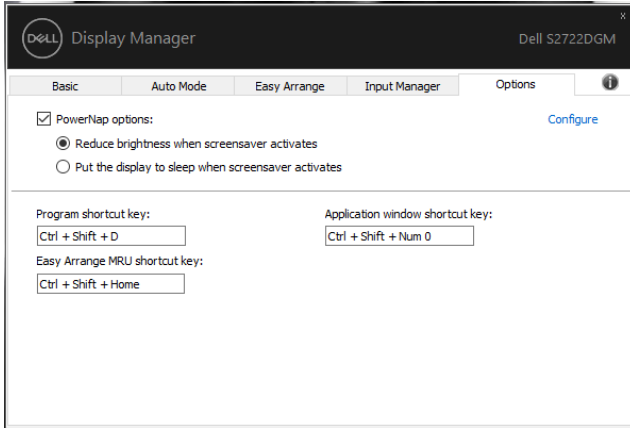 x
DELL Display Manager
Dell S2722DGM
Basic Auto Mode Easy Arrange Input Manager Options
PowerNap options:
Configure
Reduce brightness when screensaver activates
Put the display to sleep when screensaver activates
Program shortcut key:
Application window shortcut key:
Ctrl + Shift + D
Ctrl + Shift + Num 0
Easy Arrange MRU shortcut key:
Ctrl + Shift + Home